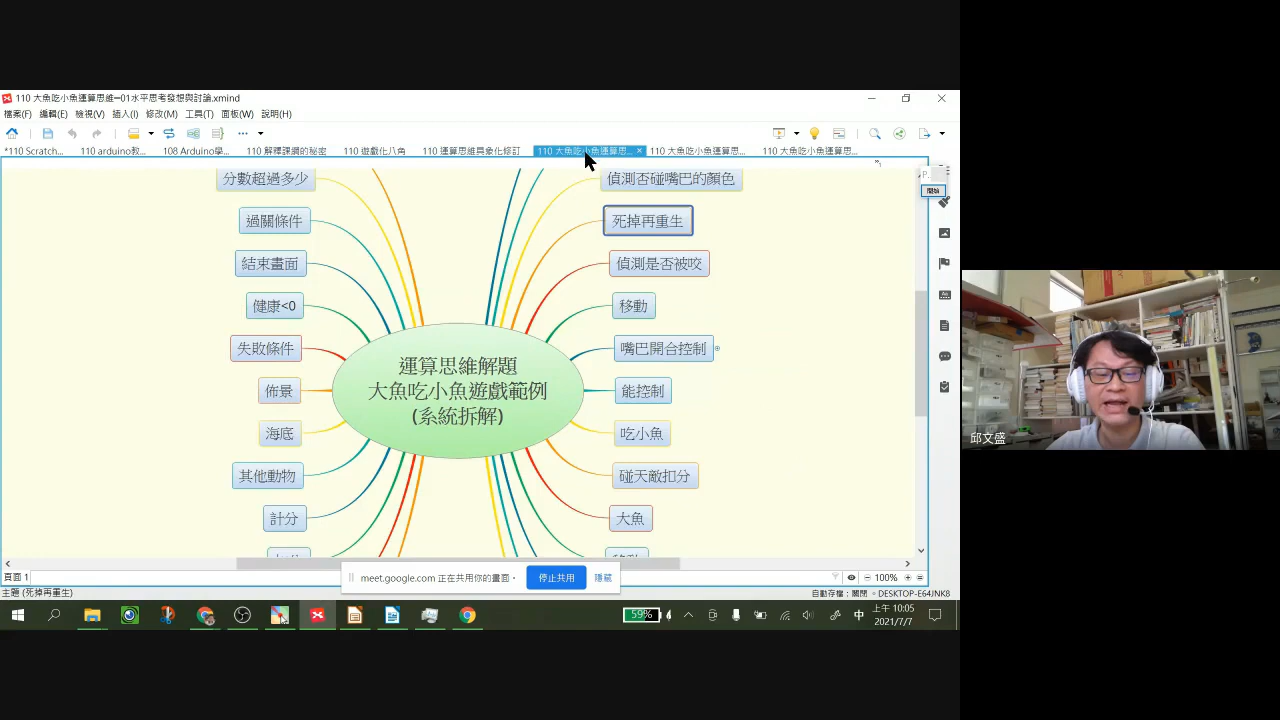 110 大魚吃小魚運算思維─01水平思考發想與討論.xmind
檔案(F) 編輯(E) 檢視(V) 插入(I) 修改(M) 工具(T) 面板(W) 說明(H)
*110 Scratch... 110 arduino教... 108 Arduino學... 110 解釋課綱的秘密 110 遊戲化八角 110 運算思維具象化修訂 110 大魚吃小魚運算思... 110 大魚吃小魚運算思... 110 大魚吃小魚運算思...
開始
分數超過多少
過關條件
結束畫面
健康<0
失敗條件
佈景
海底
其他動物
計分
運算思維解題
大魚吃小魚遊戲範例
(系統拆解)
偵測否碰嘴巴的顏色
死掉再重生
偵測是否被咬
移動
嘴巴開合控制
能控制
吃小魚
碰天敵扣分
大魚
邱文盛
meet.google.com 正在共用你的畫面。 停止共用 隱藏
頁面 1
100%
主題 (死掉再重生)
自動存檔：關閉 DESKTOP-E64JNK8
59%
中
上午 10:05
2021/7/7